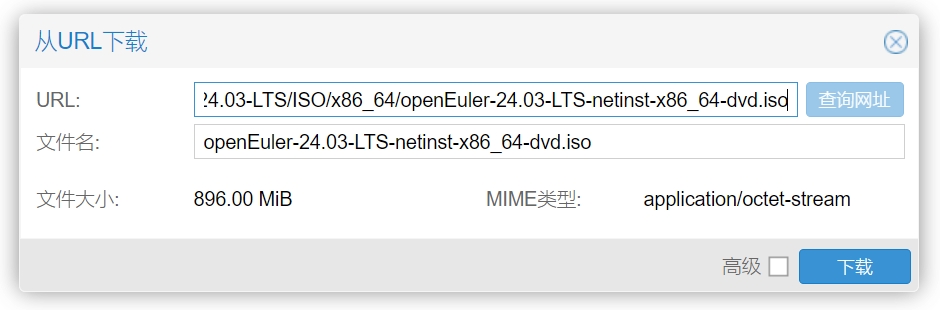 从URL下载
URL: 24.03-LTS/ISO/x86_64/openEuler-24.03-LTS-netinst-x86_64-dvd.iso 查询网址
文件名: openEuler-24.03-LTS-netinst-x86_64-dvd.iso
文件大小: 896.00 MiB MIME类型: application/octet-stream
高级 下载